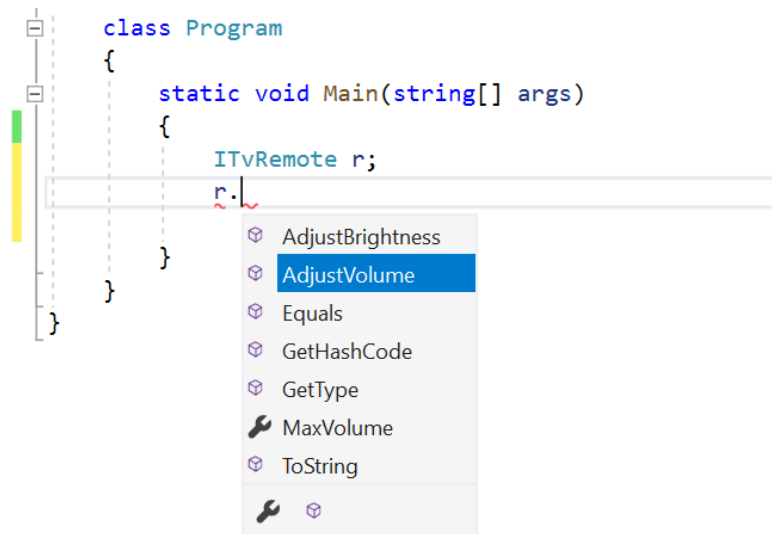 class Program
{
static void Main(string[] args)
{
ITvRemote r;
r.
AdjustBrightness
AdjustVolume
Equals
GetHashCode
GetType
MaxVolume
ToString
}
}
}